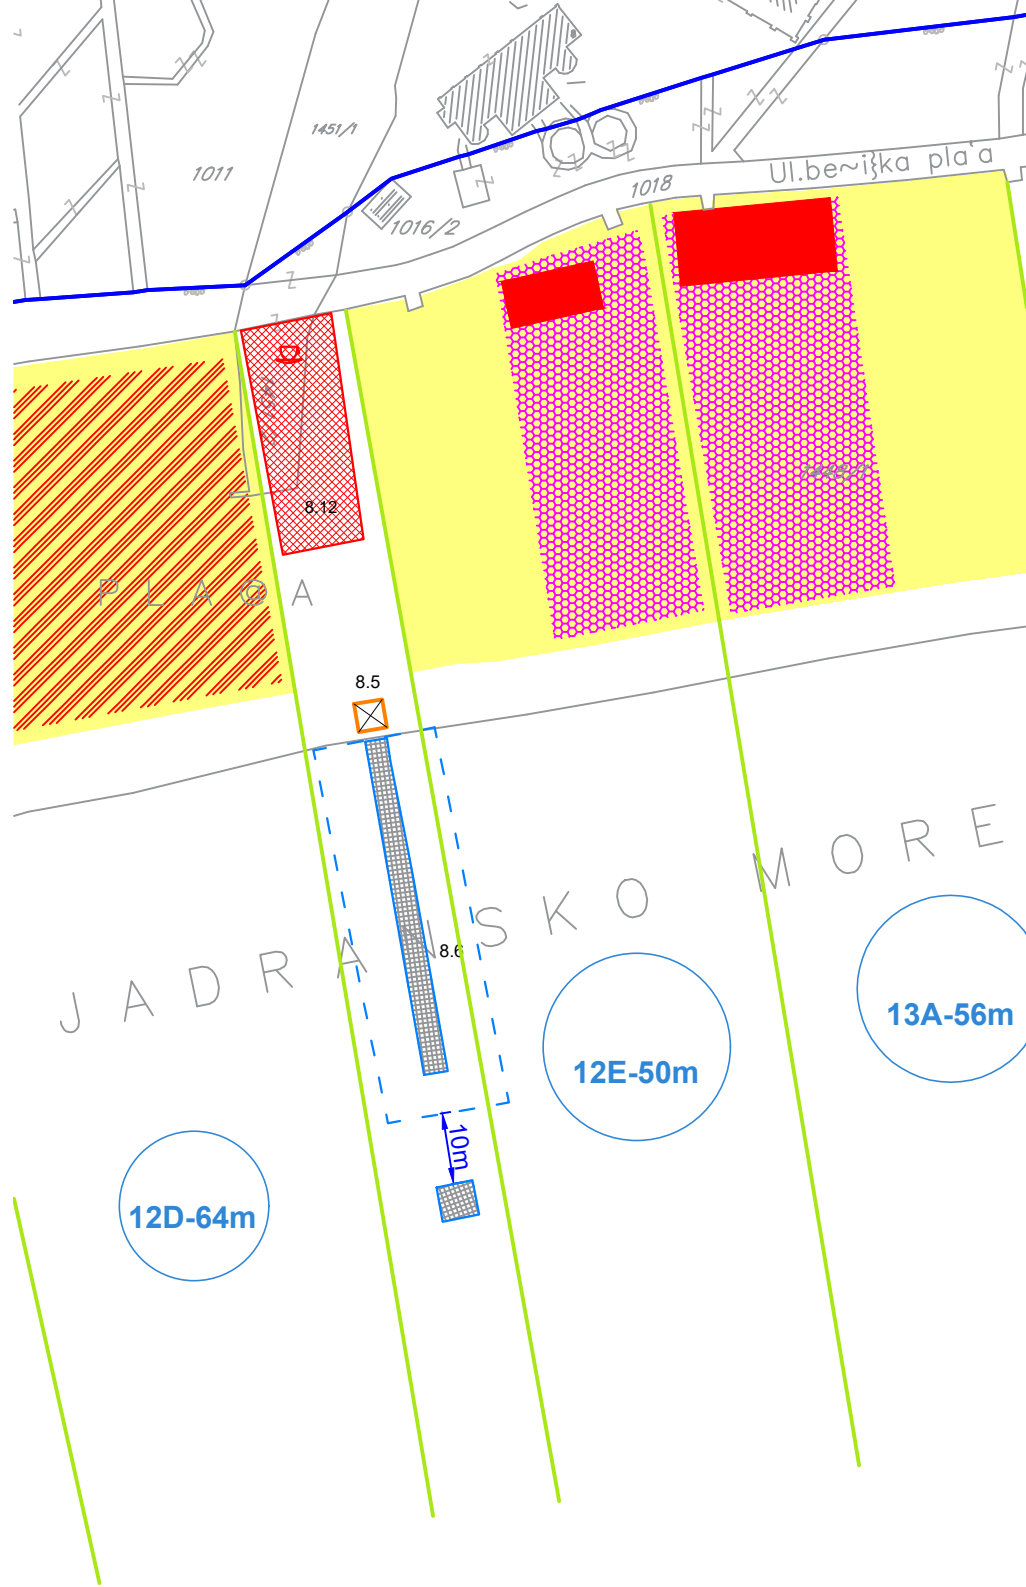 1451/1
1011
Ul.be~i}ka pla'a
1018
1016/2
8.12
P L A @ A
8.5
J A D R A N S K O M O R E
8.6
13A-56m
12E-50m
10m
12D-64m